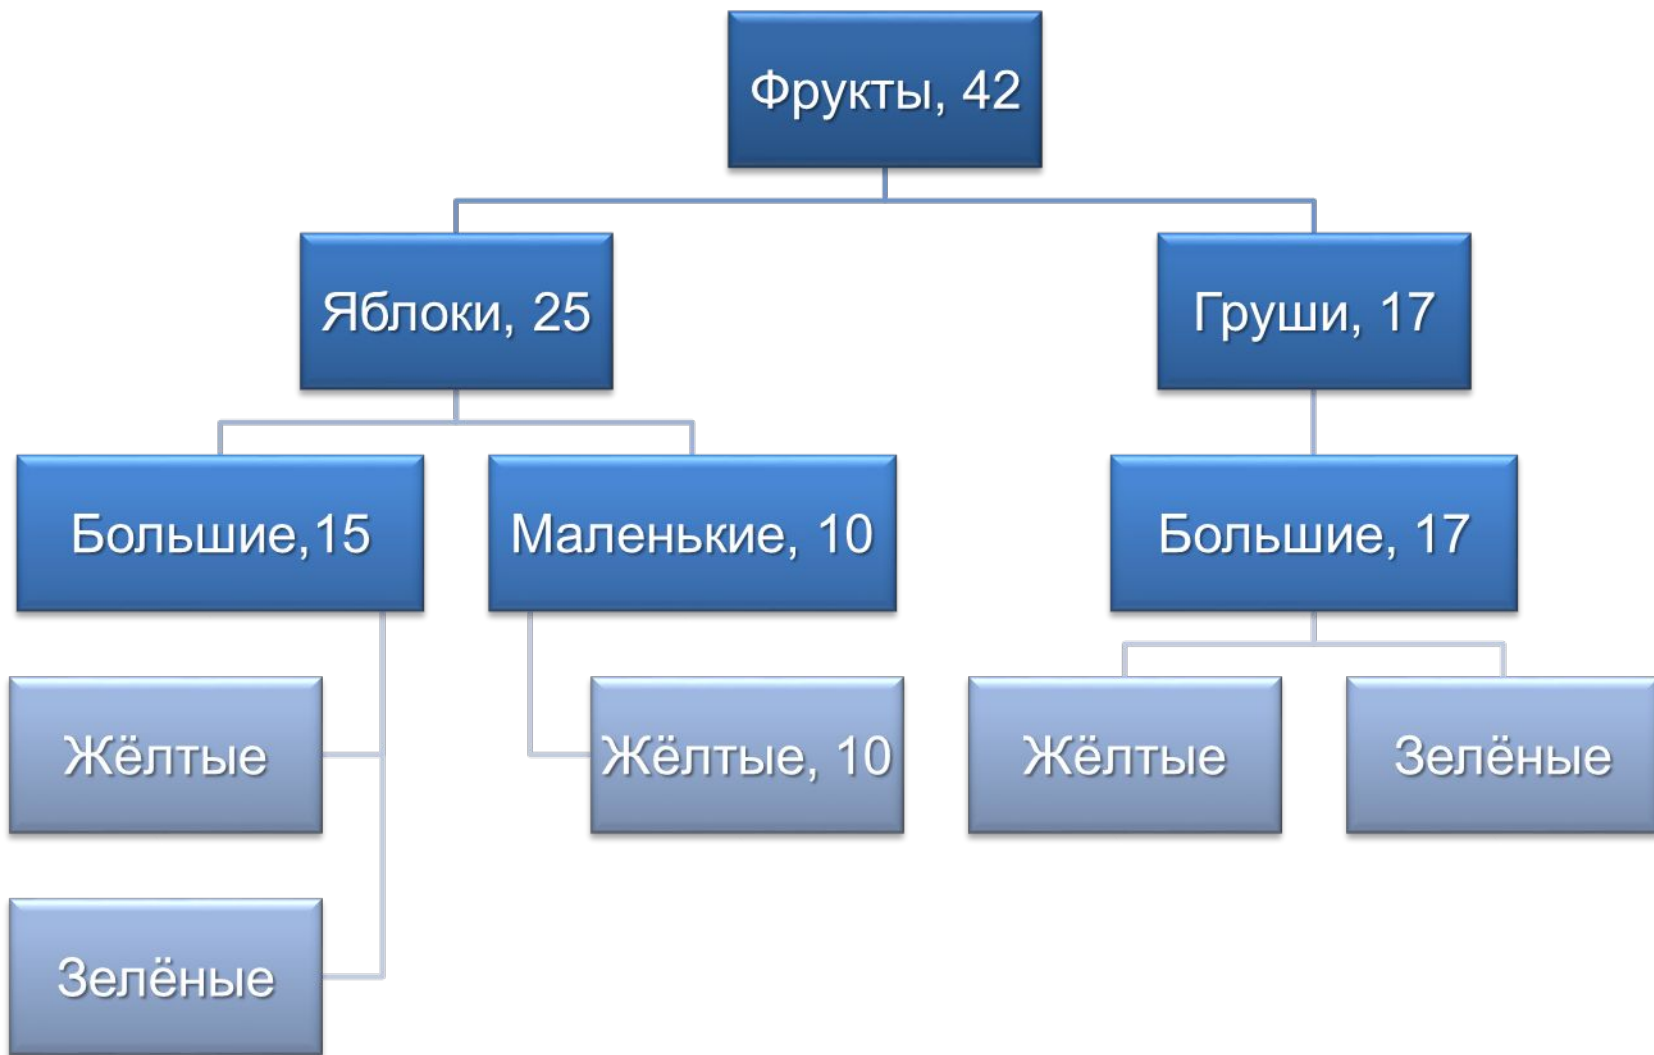 Фрукты, 42
Яблоки, 25
Груши, 17
Большие,15
Маленькие, 10
Большие, 17
Жёлтые
Жёлтые, 10
Жёлтые
Зелёные
Зелёные